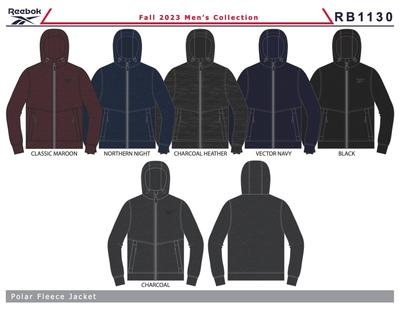 Reebok
Fall 2023 Men's Collection
RB1130
CLASSIC MAROON
NORTHERN NIGHT
CHARCOAL HEATHER
VECTOR NAVY
BLACK
CHARCOAL
Polar Fleece Jacket